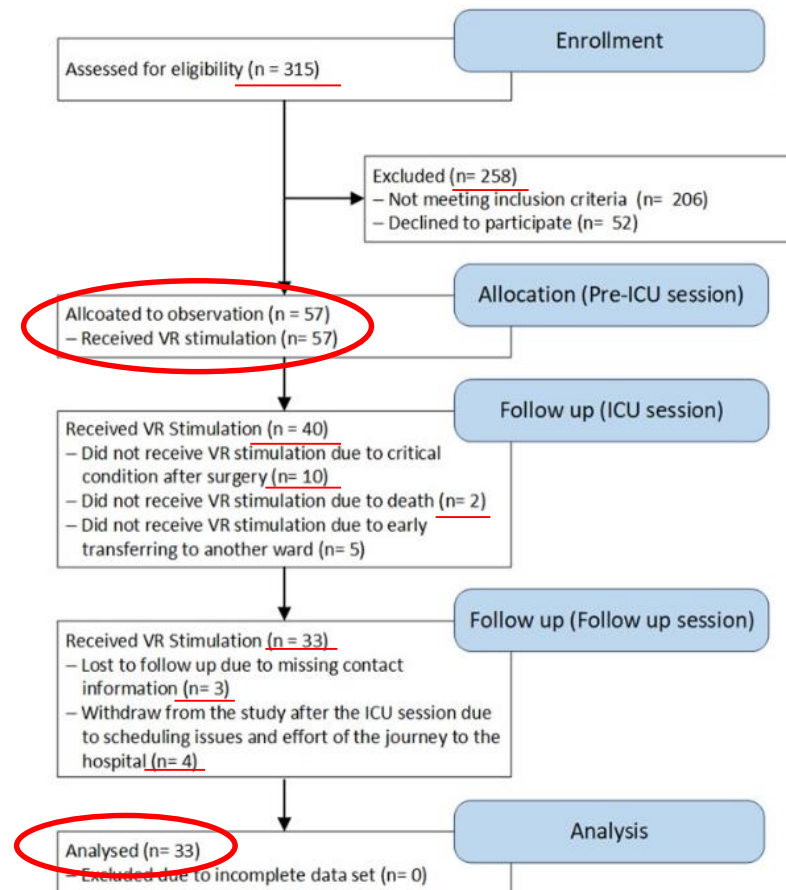 Enrollment
Assessed for eligibility (n = 315)
Excluded (n= 258)
– Not meeting inclusion criteria (n= 206)
– Declined to participate (n= 52)
Allocation (Pre-ICU session)
Allcoated to observation (n = 57)
– Received VR stimulation (n= 57)
Follow up (ICU session)
Received VR Stimulation (n = 40)
– Did not receive VR stimulation due to critical
condition after surgery (n= 10)
– Did not receive VR stimulation due to death (n= 2)
– Did not receive VR stimulation due to early
transferring to another ward (n= 5)
Follow up (Follow up session)
Received VR Stimulation (n = 33)
– Lost to follow up due to missing contact
information (n= 3)
– Withdraw from the study after the ICU session due
to scheduling issues and effort of the journey to the
hospital (n= 4)
Analysis
Analysed (n= 33)
– Excluded due to incomplete data set (n= 0)